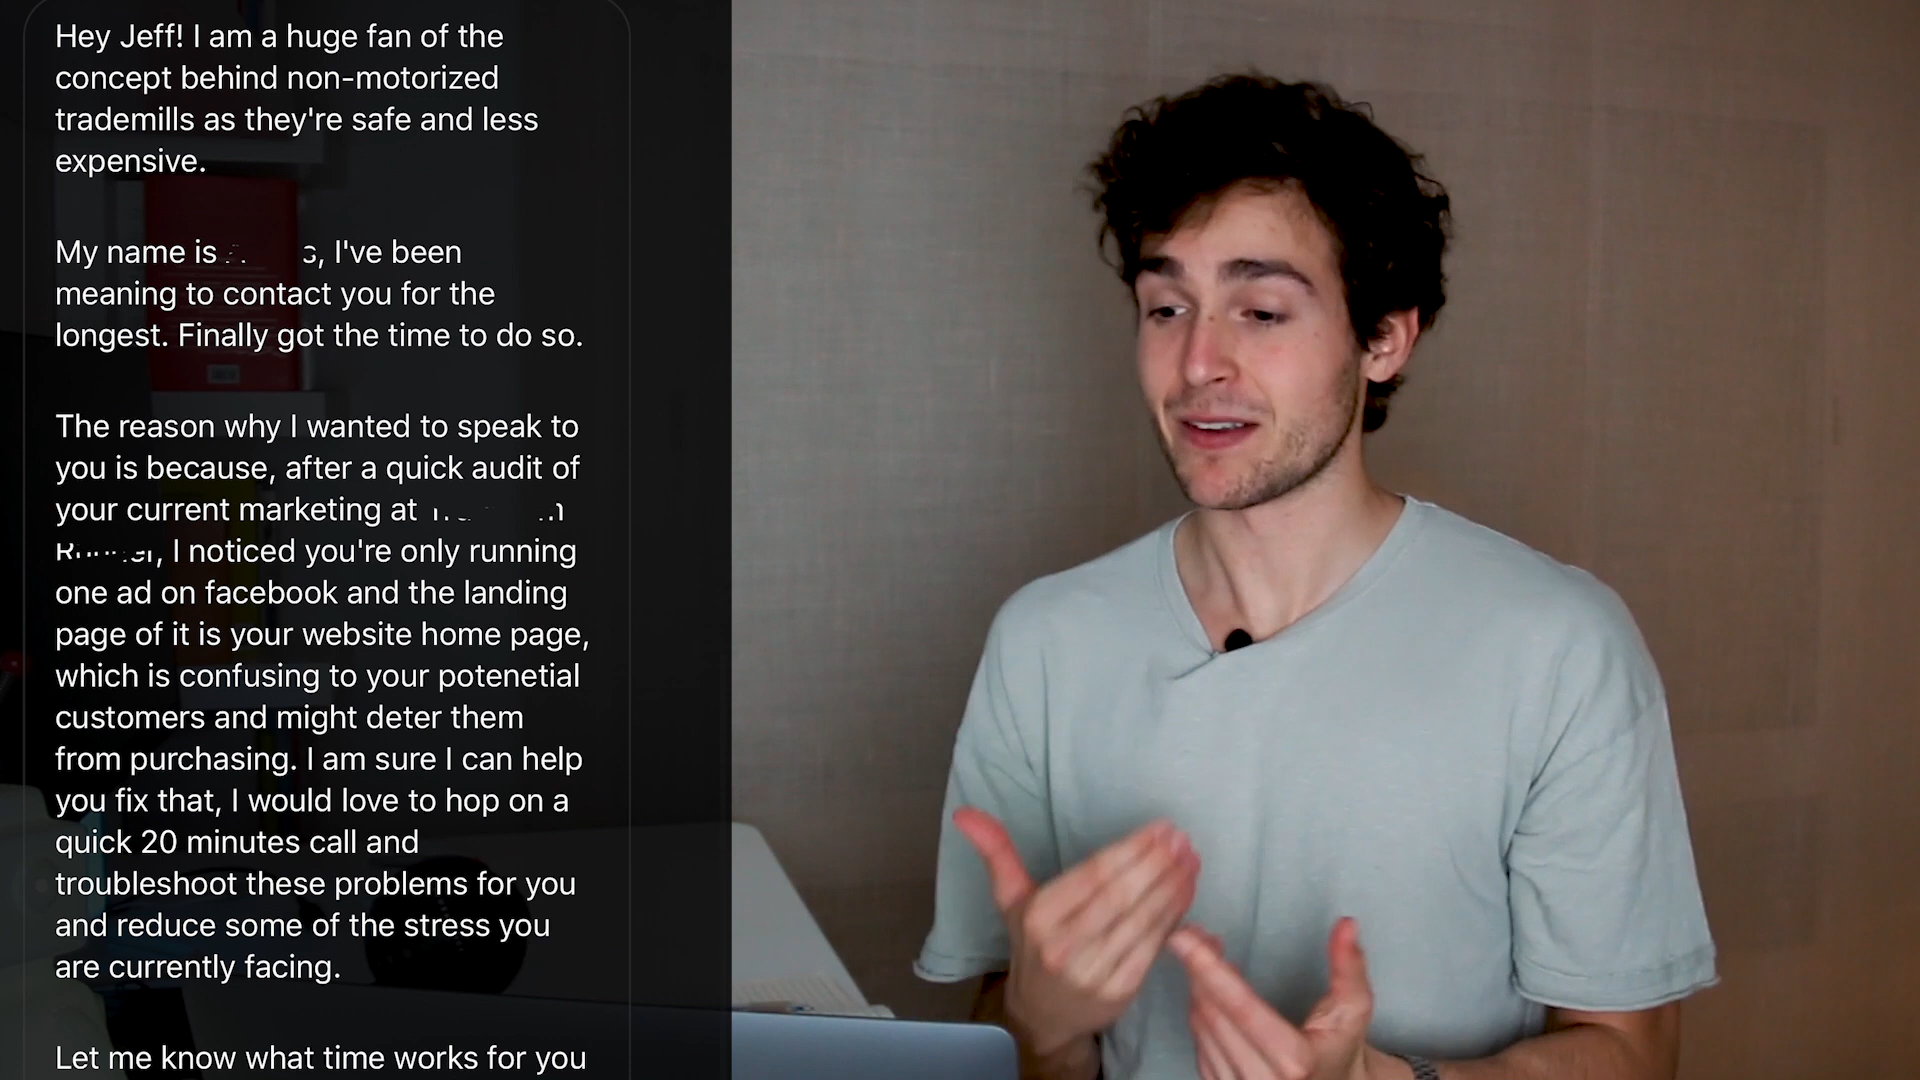 Hey Jeff! I am a huge fan of the
concept behind non-motorized
trademills as they're safe and less
expensive.
My name is , I've been
meaning to contact you for the
longest. Finally got the time to do so.
The reason why I wanted to speak to
you is because, after a quick audit of
your current marketing at
I noticed you're only running
one ad on facebook and the landing
page of it is your website home page,
which is confusing to your potenetial
customers and might deter them
from purchasing. I am sure I can help
you fix that, I would love to hop on a
quick 20 minutes call and
troubleshoot these problems for you
and reduce some of the stress you
are currently facing.
Let me know what time works for you